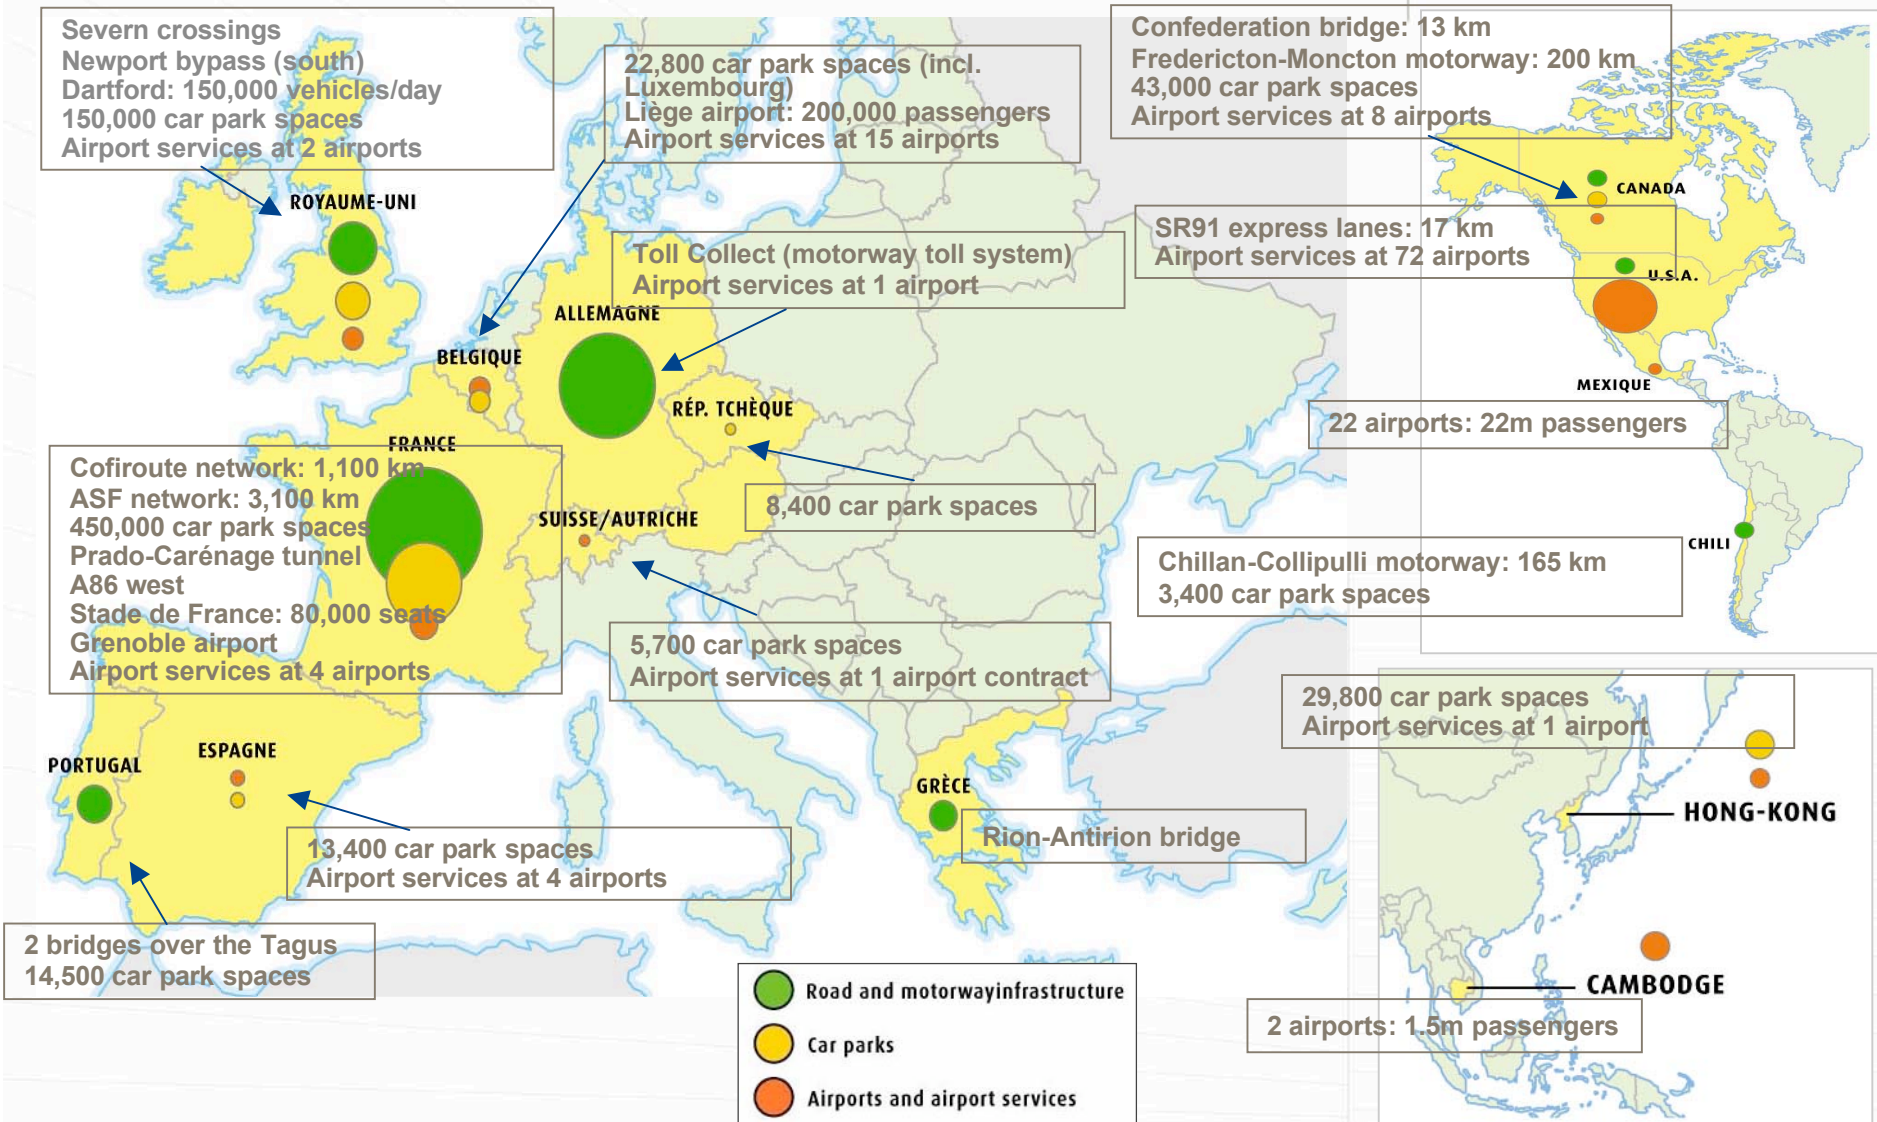 Severn crossings
Newport bypass (south)
Dartford: 150,000 vehicles/day
150,000 car park spaces
Airport services at 2 airports
ROYAUME-UNI
22,800 car park spaces (incl.
Luxembourg)
Liège airport: 200,000 passengers
Airport services at 15 airports
Confederation bridge: 13 km
Fredericton-Moncton motorway: 200 km
43,000 car park spaces
Airport services at 8 airports
CANADA
SR91 express lanes: 17 km
Airport services at 72 airports
U.S.A.
Toll Collect (motorway toll system)
Airport services at 1 airport
ALLEMAGNE
BELGIQUE
MEXIQUE
22 airports: 22m passengers
RÉP. TCHÈQUE
8,400 car park spaces
FRANCE
Cofiroute network: 1,100 km
ASF network: 3,100 km
450,000 car park spaces
Prado-Carénage tunnel
A86 west
Stade de France: 80,000 seats
Grenoble airport
Airport services at 4 airports
SUISSE/AUTRICHE
5,700 car park spaces
Airport services at 1 airport contract
CHILI
Chillan-Collipulli motorway: 165 km
3,400 car park spaces
29,800 car park spaces
Airport services at 1 airport
HONG-KONG
PORTUGAL
ESPAGNE
13,400 car park spaces
Airport services at 4 airports
GRÈCE
Rion-Antirion bridge
2 bridges over the Tagus
14,500 car park spaces
CAMBODGE
2 airports: 1.5m passengers
Road and motorwayinfrastructure
Car parks
Airports and airport services